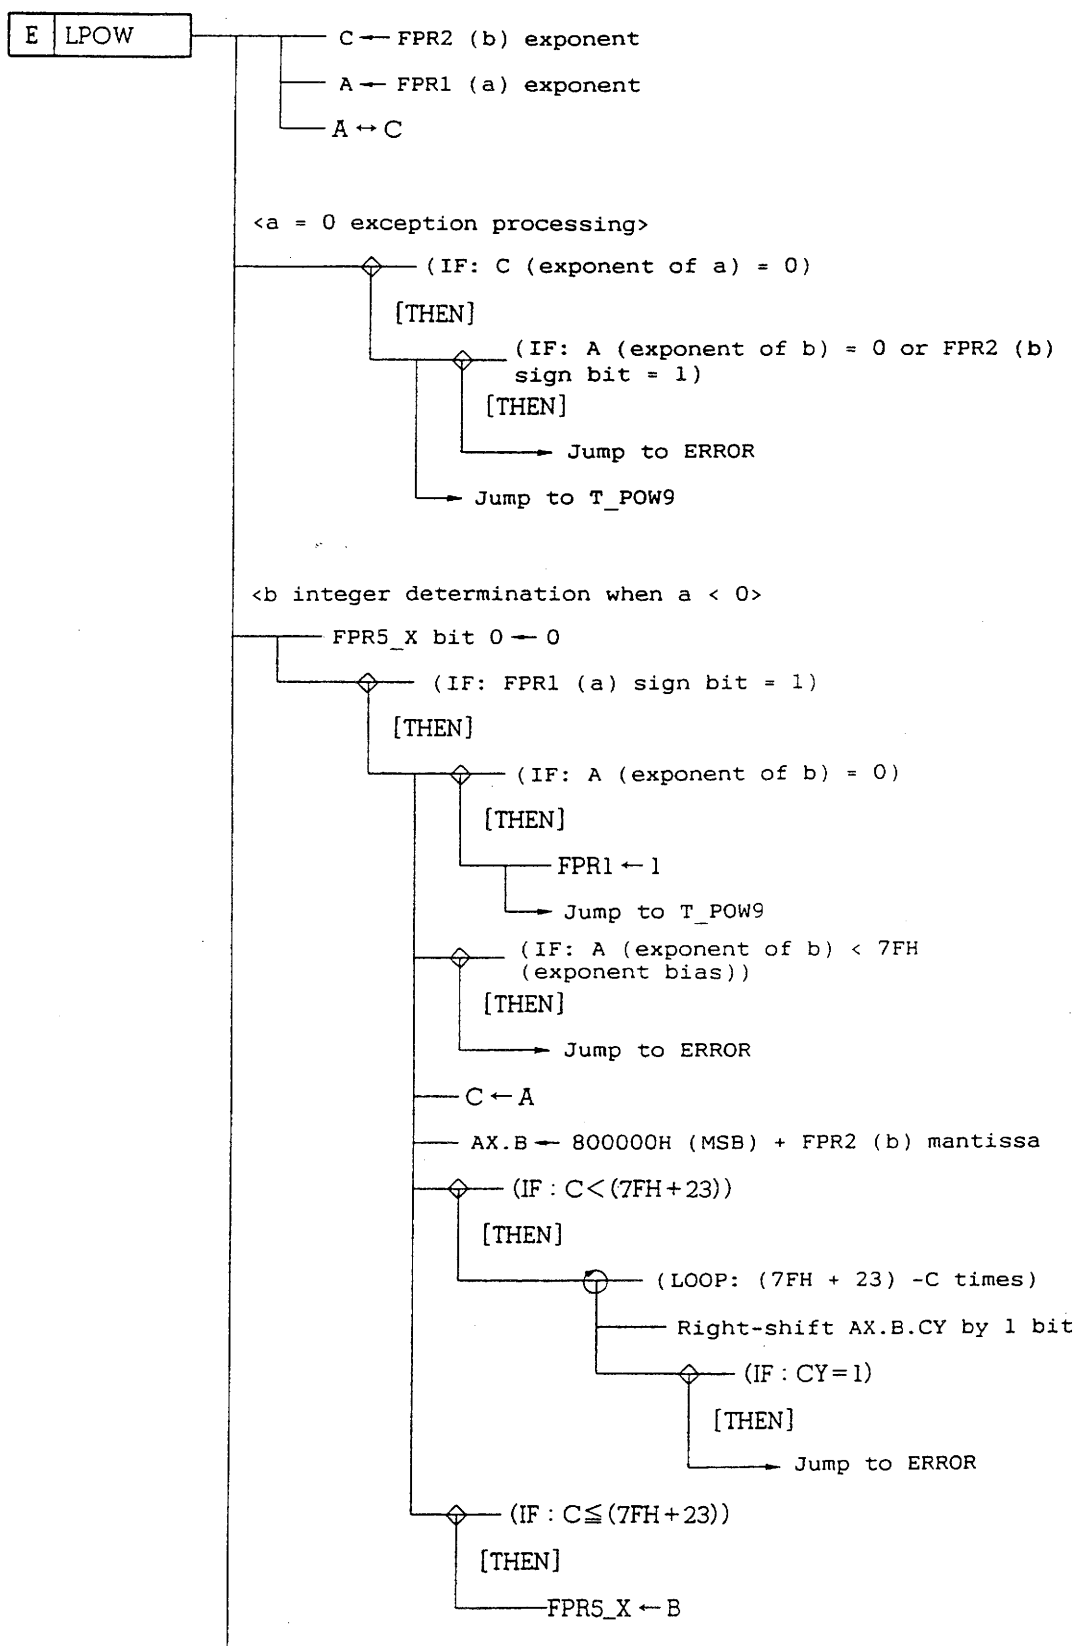 E LPOW
C ← FPR2 (b) exponent
A ← FPR1 (a) exponent
A ↔ C
<a = 0 exception processing>
(IF: C (exponent of a) = 0)
[THEN]
(IF: A (exponent of b) = 0 or FPR2 (b)
sign bit = 1)
[THEN]
Jump to ERROR
Jump to T_POW9
<b integer determination when a < 0>
FPR5_X bit 0 ← 0
(IF: FPR1 (a) sign bit = 1)
[THEN]
(IF: A (exponent of b) = 0)
[THEN]
FPR1 ← 1
Jump to T_POW9
(IF: A (exponent of b) < 7FH
(exponent bias))
[THEN]
Jump to ERROR
C ← A
AX.B ← 800000H (MSB) + FPR2 (b) mantissa
(IF : C<(7FH+23))
[THEN]
(LOOP: (7FH + 23) -C times)
Right-shift AX.B.CY by 1 bit
(IF : CY=1)
[THEN]
Jump to ERROR
(IF : C≦(7FH+23))
[THEN]
FPR5_X ← B